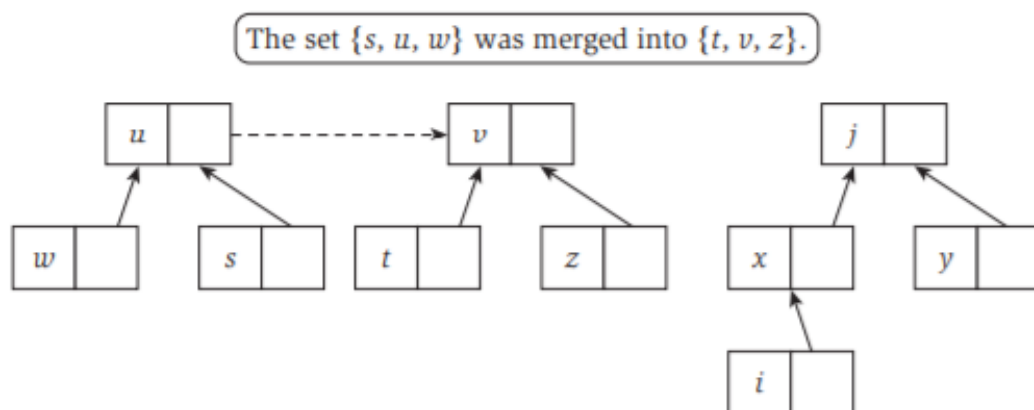 The set {s, u, w} was merged into {t, v, z}.
u v j
w s t z x y
i